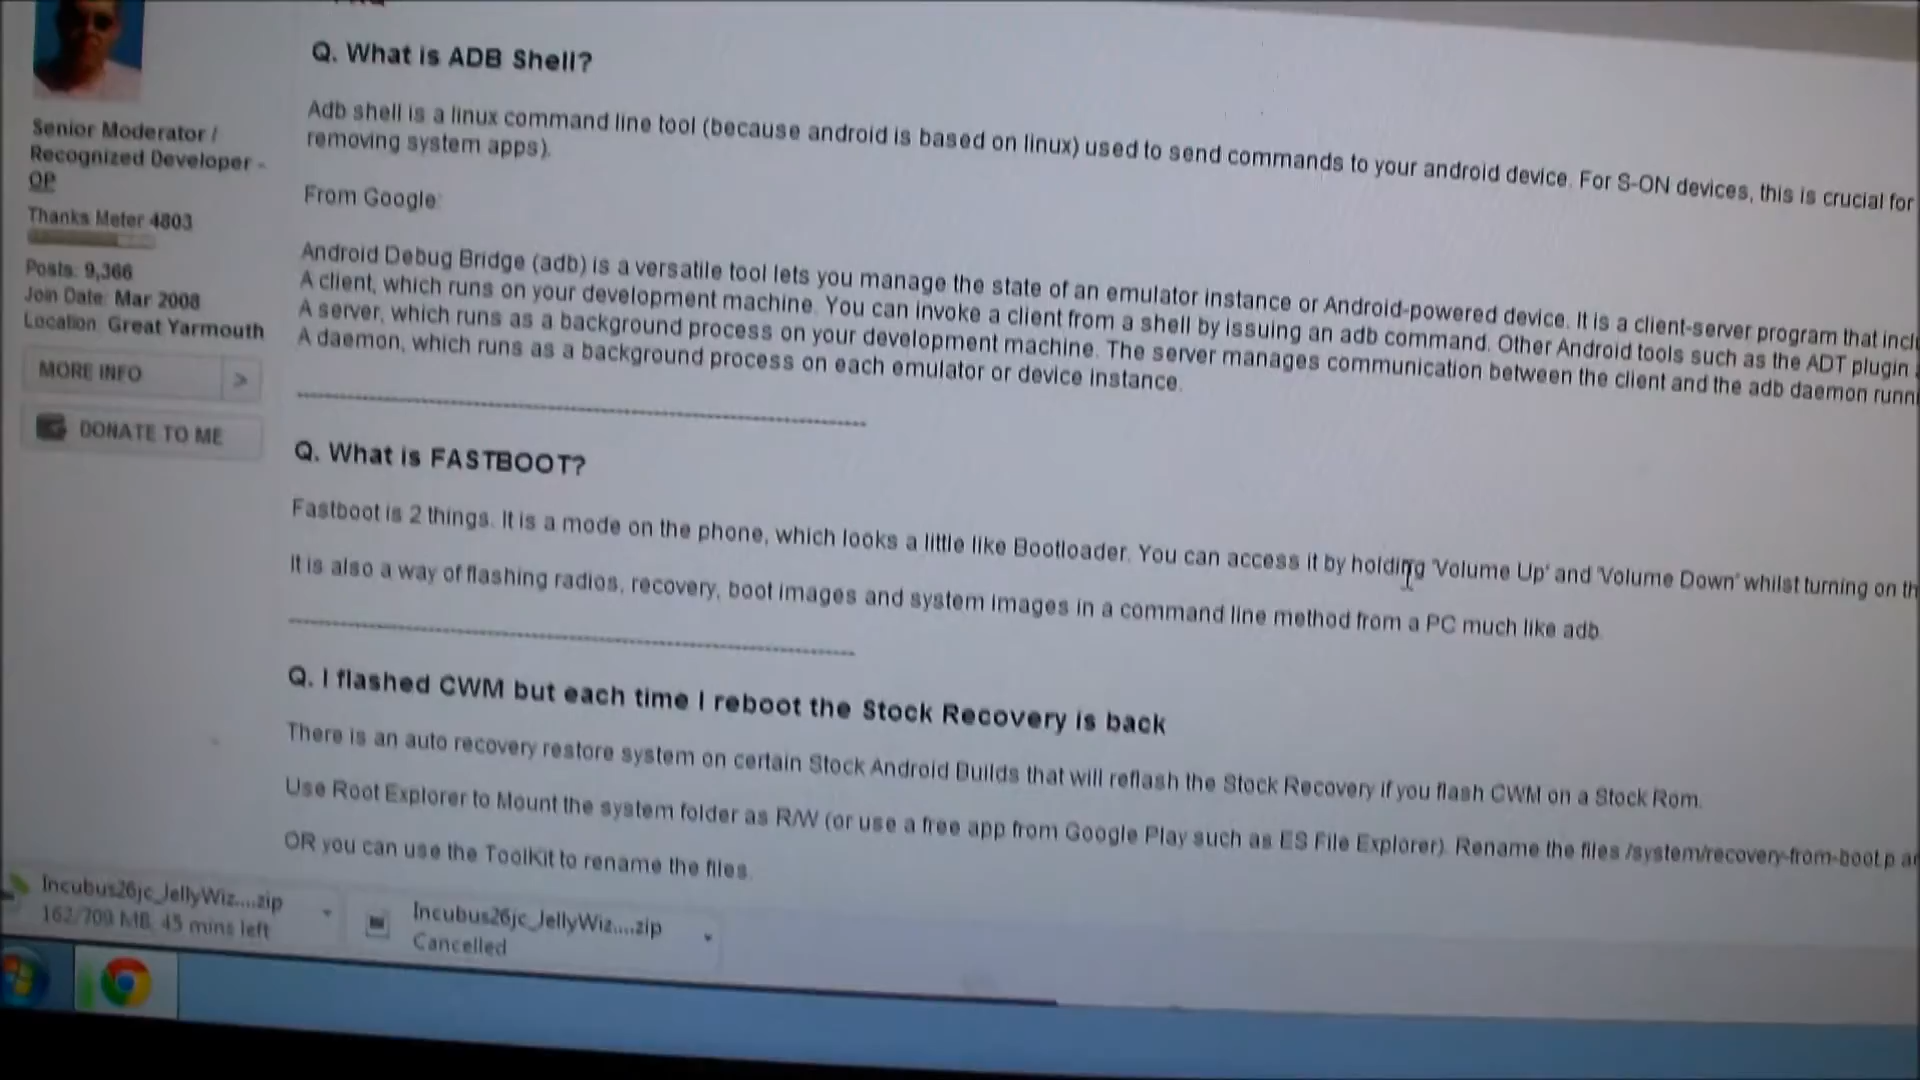 Senior Moderator /
Recognized Developer -
OP
Thanks Meter 4803
Posts: 9,366
Join Date: Mar 2008
Location: Great Yarmouth
MORE INFO >
DONATE TO ME
Q. What is ADB Shell?
Adb shell is a linux command line tool (because android is based on linux) used to send commands to your android device. For S-ON devices, this is crucial for
removing system apps).
From Google:
Android Debug Bridge (adb) is a versatile tool lets you manage the state of an emulator instance or Android-powered device. It is a client-server program that
A client, which runs on your development machine. You can invoke a client from a shell by issuing an adb command. Other Android tools such as the ADT plugin
A server, which runs as a background process on your development machine. The server manages communication between the client and the adb daemon
A daemon, which runs as a background process on each emulator or device instance.
Q. What is FASTBOOT?
Fastboot is 2 things. It is a mode on the phone, which looks a little like Bootloader. You can access it by holding 'Volume Up' and 'Volume Down' whilst turning on
It is also a way of flashing radios, recovery, boot images and system images in a command line method from a PC much like adb.
Q. I flashed CWM but each time I reboot the Stock Recovery is back
There is an auto recovery restore system on certain Stock Android Builds that will reflash the Stock Recovery if you flash CWM on a Stock Rom.
Use Root Explorer to Mount the system folder as R/W (or use a free app from Google Play such as ES File Explorer). Rename the files /system/recovery-from-boot.p
OR you can use the ToolKit to rename the files.
Incubus26jc_JellyWiz....zip
162/709 MB, 45 mins left
Incubus26jc_JellyWiz....zip
Cancelled